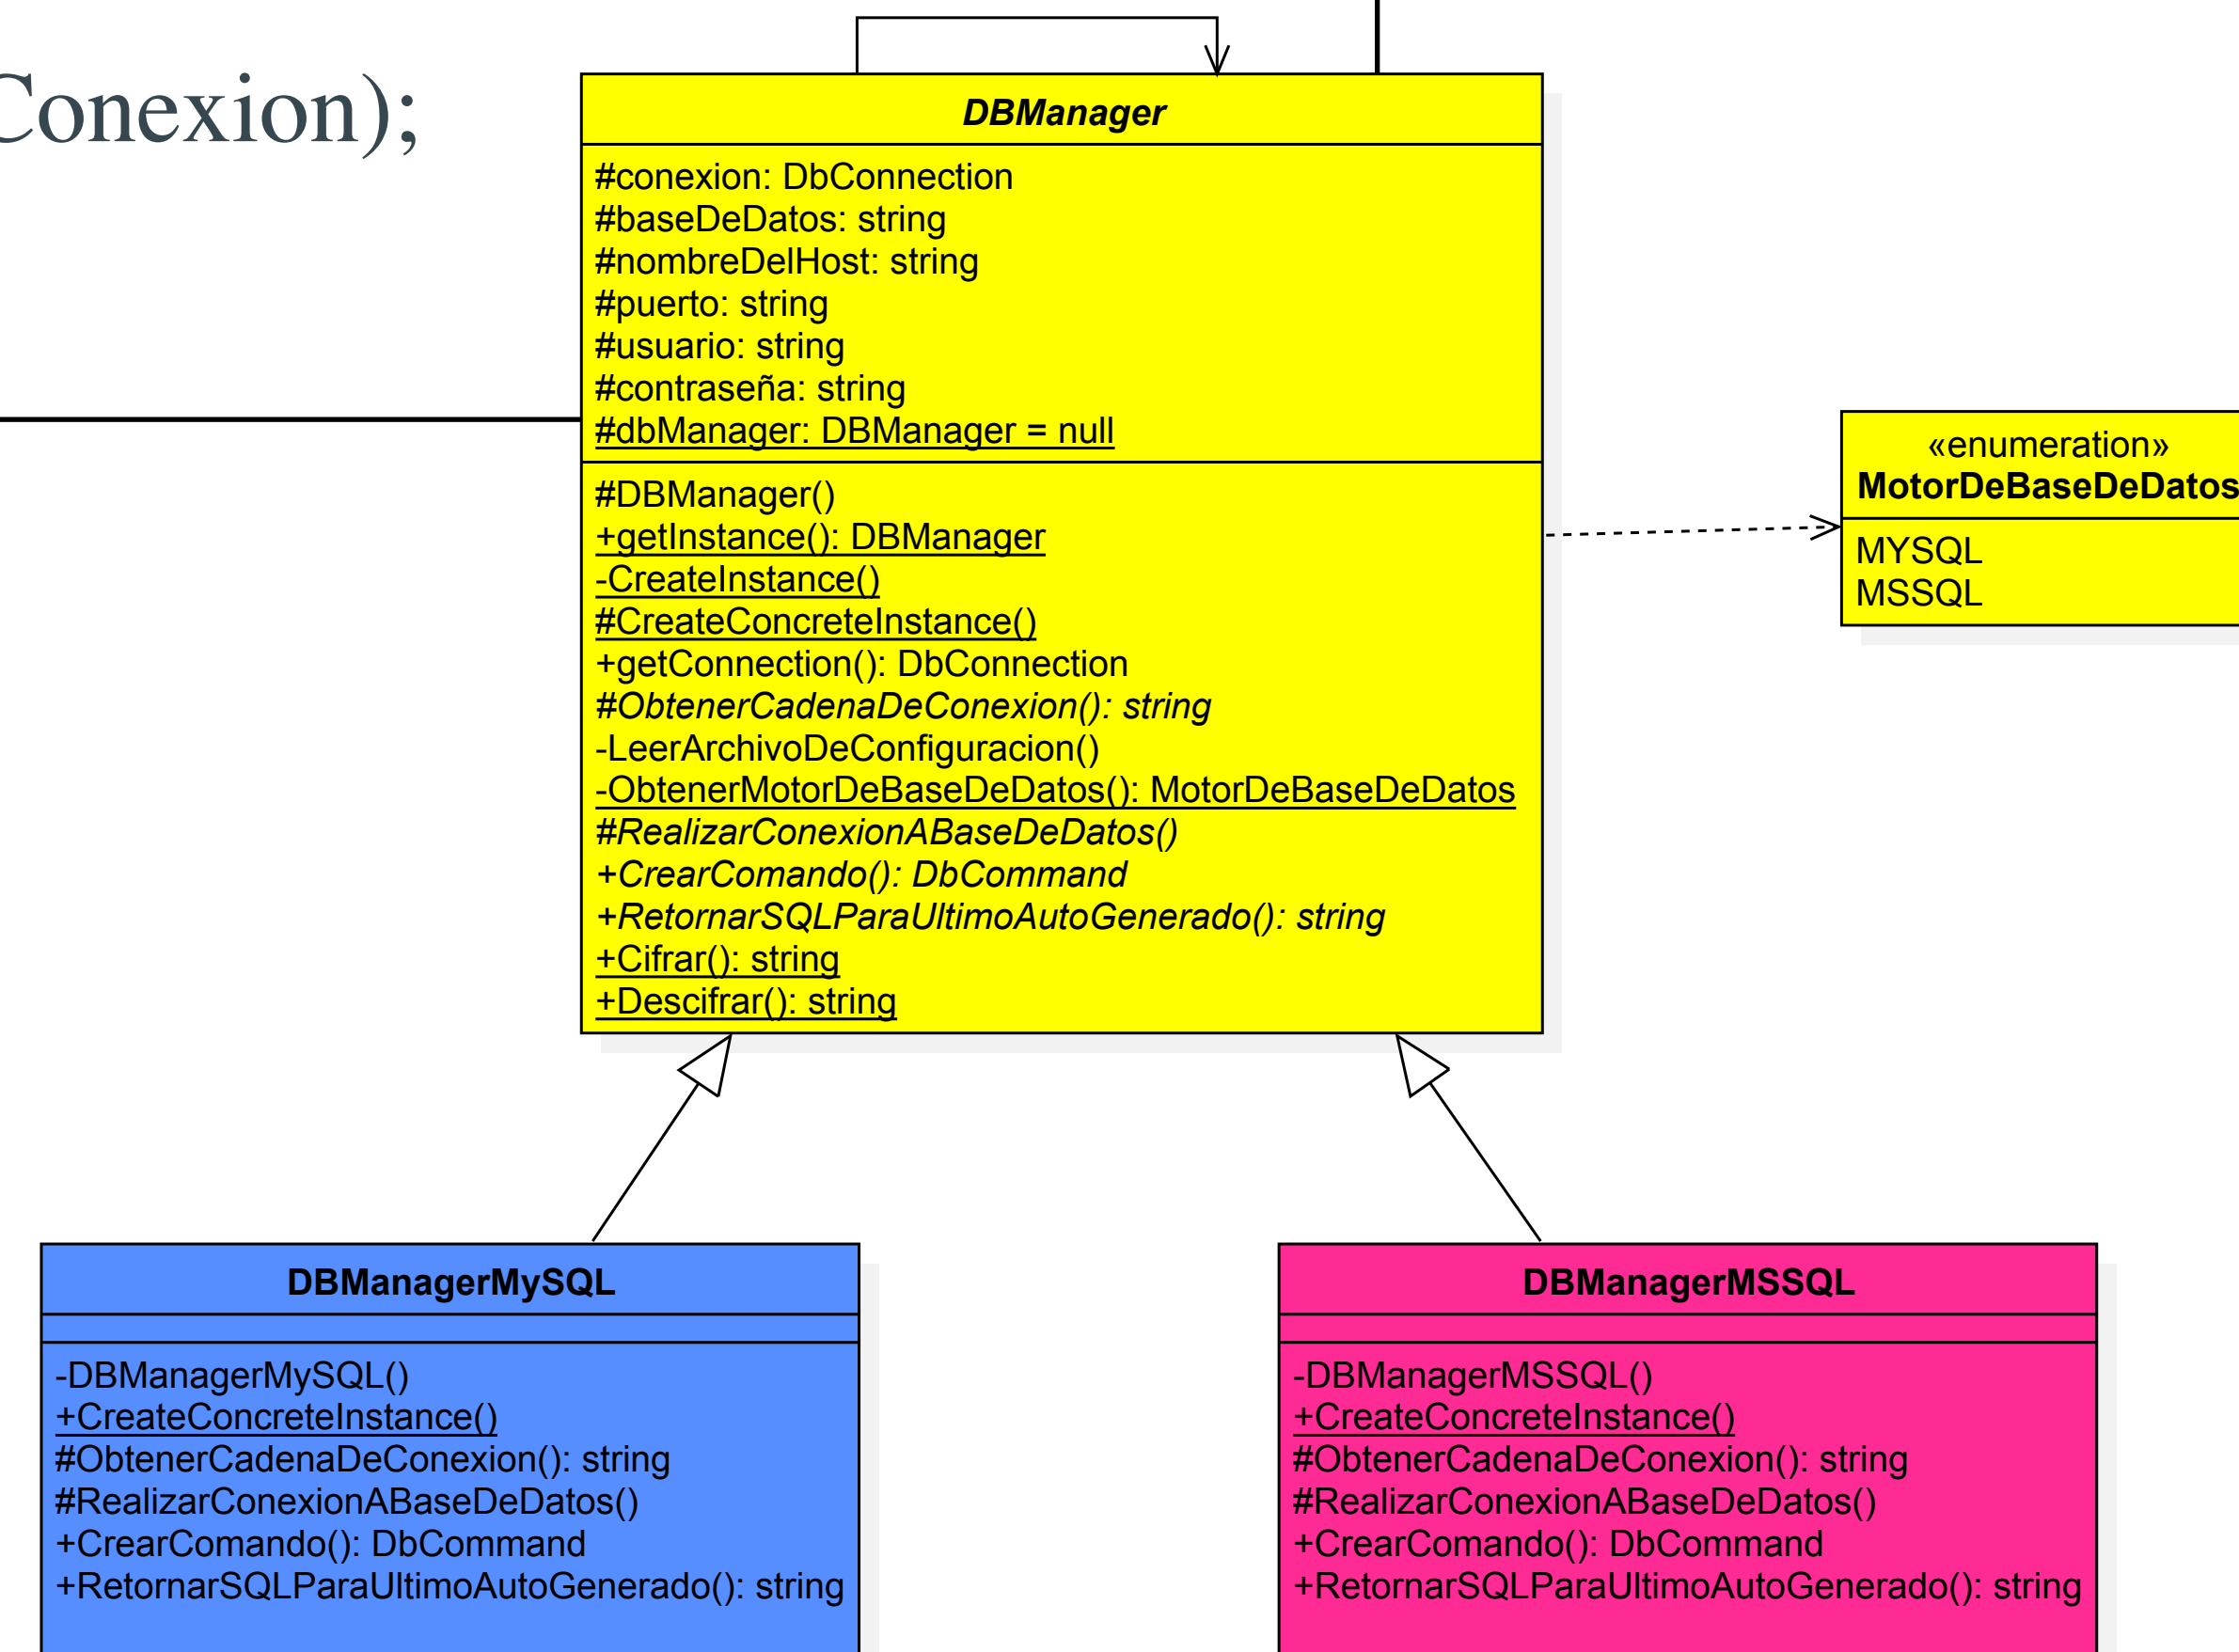 Conexion);
DBManager
#conexion: DbConnection
#baseDeDatos: string
#nombreDelHost: string
#puerto: string
#usuario: string
#contraseña: string
#dbManager: DBManager = null
#DBManager()
+getInstance(): DBManager
-CreateInstance()
#CreateConcreteInstance()
+getConnection(): DbConnection
#ObtenerCadenaDeConexion(): string
-LeerArchivoDeConfiguracion()
-ObtenerMotorDeBaseDeDatos(): MotorDeBaseDeDatos
#RealizarConexionABaseDeDatos()
+CrearComando(): DbCommand
+RetornarSQLParaUltimoAutoGenerado(): string
+Cifrar(): string
+Descifrar(): string
«enumeration»
MotorDeBaseDeDatos
MYSQL
MSSQL
DBManagerMySQL
-DBManagerMySQL()
+CreateConcreteInstance()
#ObtenerCadenaDeConexion(): string
#RealizarConexionABaseDeDatos()
+CrearComando(): DbCommand
+RetornarSQLParaUltimoAutoGenerado(): string
DBManagerMSSQL
-DBManagerMSSQL()
+CreateConcreteInstance()
#ObtenerCadenaDeConexion(): string
#RealizarConexionABaseDeDatos()
+CrearComando(): DbCommand
+RetornarSQLParaUltimoAutoGenerado(): string